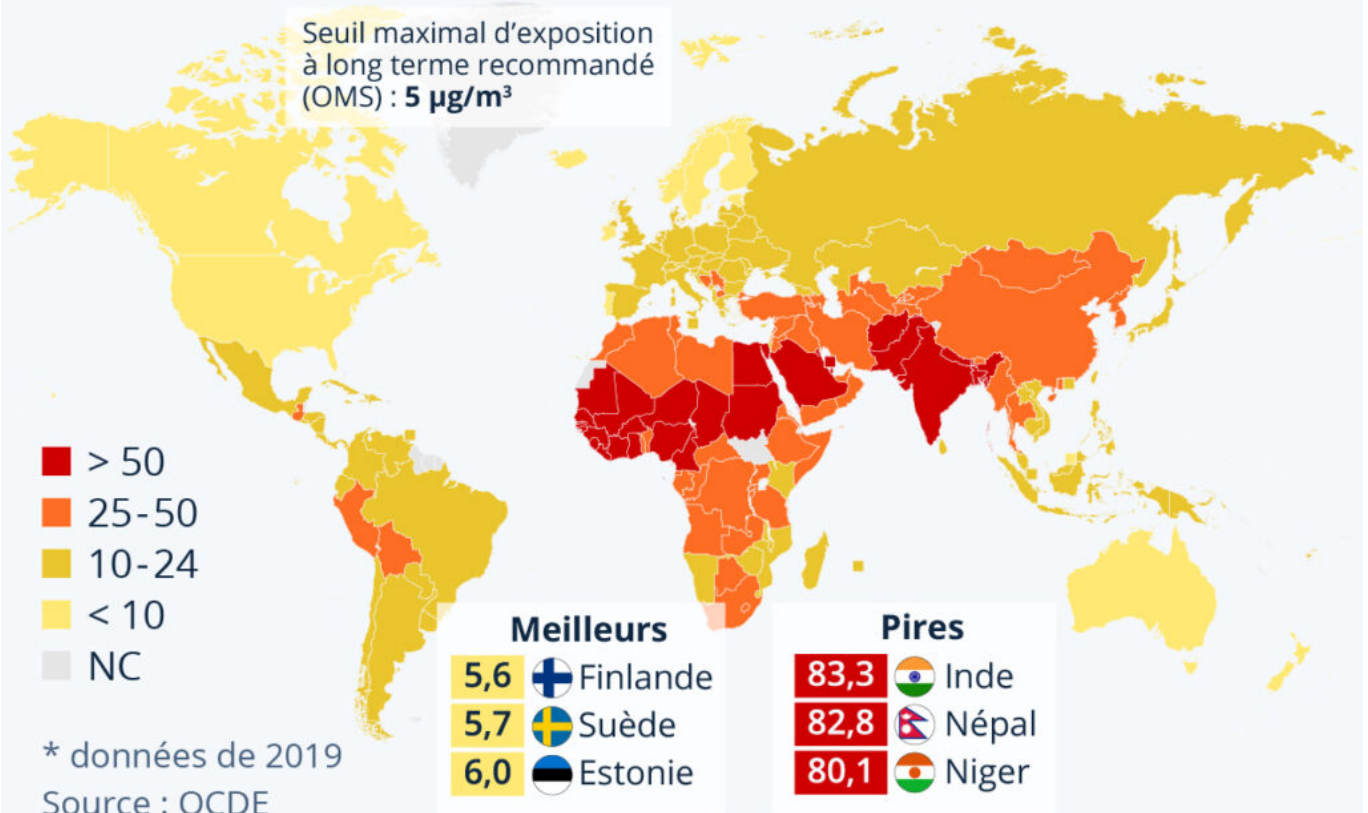 Seuil maximal d'exposition
à long terme recommandé
(OMS) : 5 µg/m³
> 50
25-50
10-24
< 10
NC
* données de 2019
Source : OCDE
Meilleurs
5,6 Finlande
5,7 Suède
6,0 Estonie
Pires
83,3 Inde
82,8 Népal
80,1 Niger